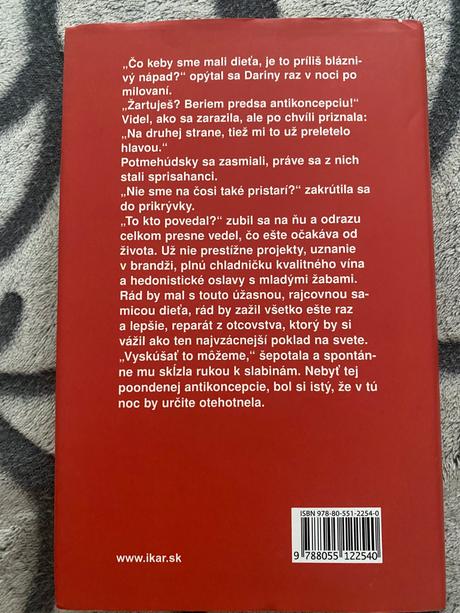 „Čo keby sme mali dieťa, je to príliš blázni-
vý nápad?“ opýtal sa Dariny raz v noci po
milovaní.
„Žartuješ? Beriem predsa antikoncepciu!“
Videl, ako sa zarazila, ale po chvíli priznala:
„Na druhej strane, tiež mi to už preletelo
hlavou.“
Potmehúdsky sa zasmiali, práve sa z nich
stali sprisahanci.
„Nie sme na čosi také pristarí?“ zakrútila sa
do prikrývky.
„To kto povedal?“ zubil sa na ňu a odrazu
celkom presne vedel, čo ešte očakáva od
života. Už nie prestížne projekty, uznanie
v brandži, plnú chladničku kvalitného vína
a hedonistické oslavy s mladými žabami.
Rád by mal s touto úžasnou, rajcovnou sa-
micou dieťa, rád by zažil všetko ešte raz
a lepšie, reparát z otcovstva, ktorý by si
vážil ako ten najvzácnejší poklad na svete.
„Vyskúšať to môžeme,“ šepotala a spontán-
ne mu skĺzla rukou k slabinám. Nebyť tej
poondenej antikoncepcie, bol si istý, že v tú
noc by určite otehotnela.
ISBN 978-80-551-2254-0
9 788055 122540
www.ikar.sk